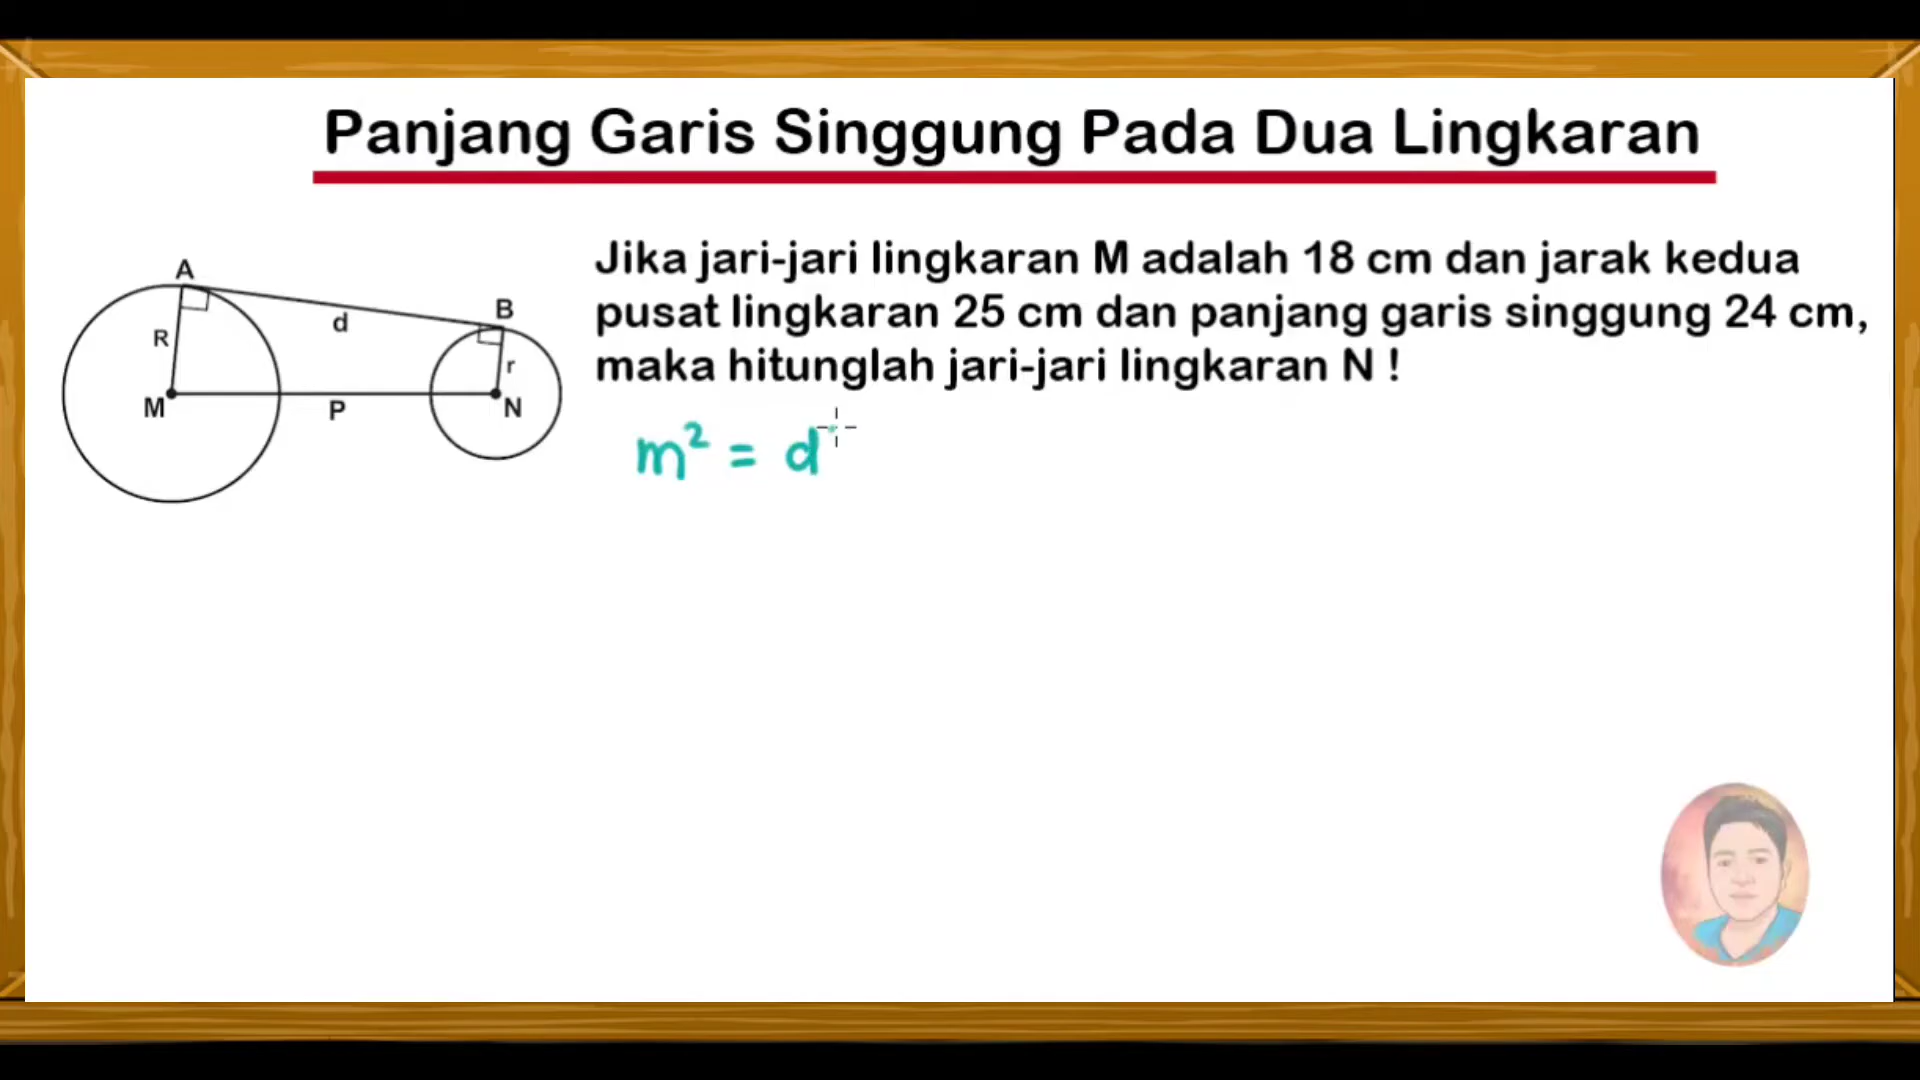 Panjang Garis Singgung Pada Dua Lingkaran
Jika jari-jari lingkaran M adalah 18 cm dan jarak kedua
pusat lingkaran 25 cm dan panjang garis singgung 24 cm,
maka hitunglah jari-jari lingkaran N !
A
B
d
R
r
M
P
N
m² = d